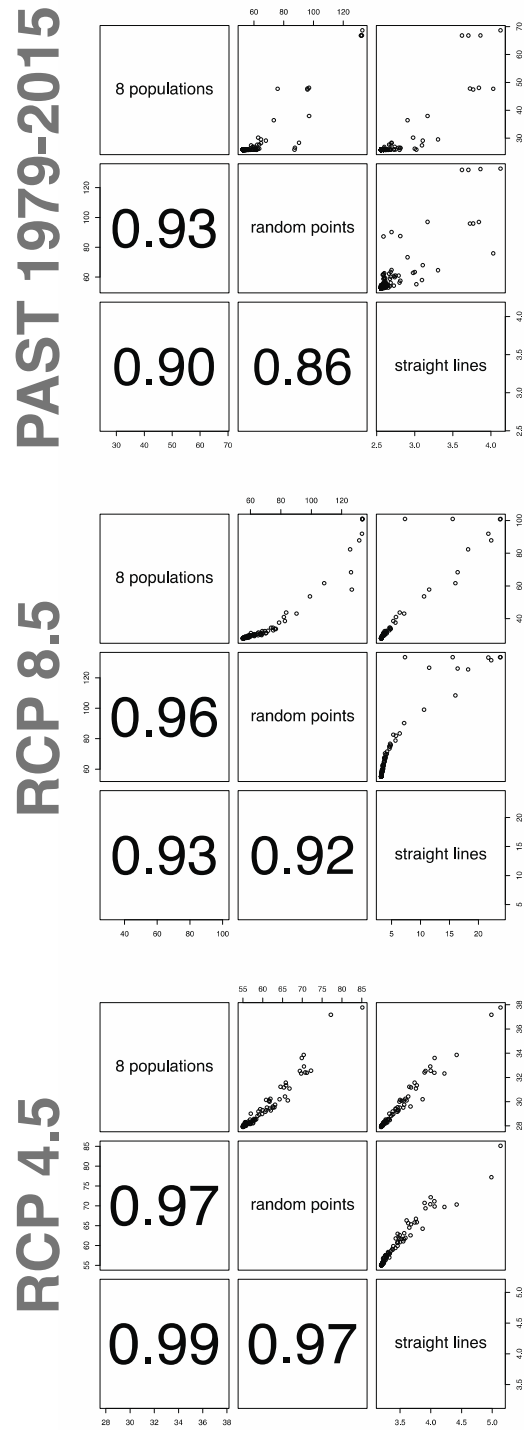 PAST 1979-2015
60 80 100 130
8 populations
30 40 50 60 70
60 80 100 120
0.93
random points
0.90
0.86
straight lines
2.5 3.0 3.5 4.0
30 40 50 60 70
2.5 3.0 3.5 4.0
RCP 8.5
60 80 100 130
8 populations
40 60 80 100
60 80 100 120
0.96
random points
0.93
0.92
straight lines
5 10 15 20
40 60 80 100
5 10 15 20
RCP 4.5
55 60 65 70 75 80 85
8 populations
28 30 32 34 36 38
55 60 65 70 75 80 85
0.97
random points
0.99
0.97
straight lines
3.5 4.0 4.5 5.0
28 30 32 34 36 38
3.5 4.0 4.5 5.0